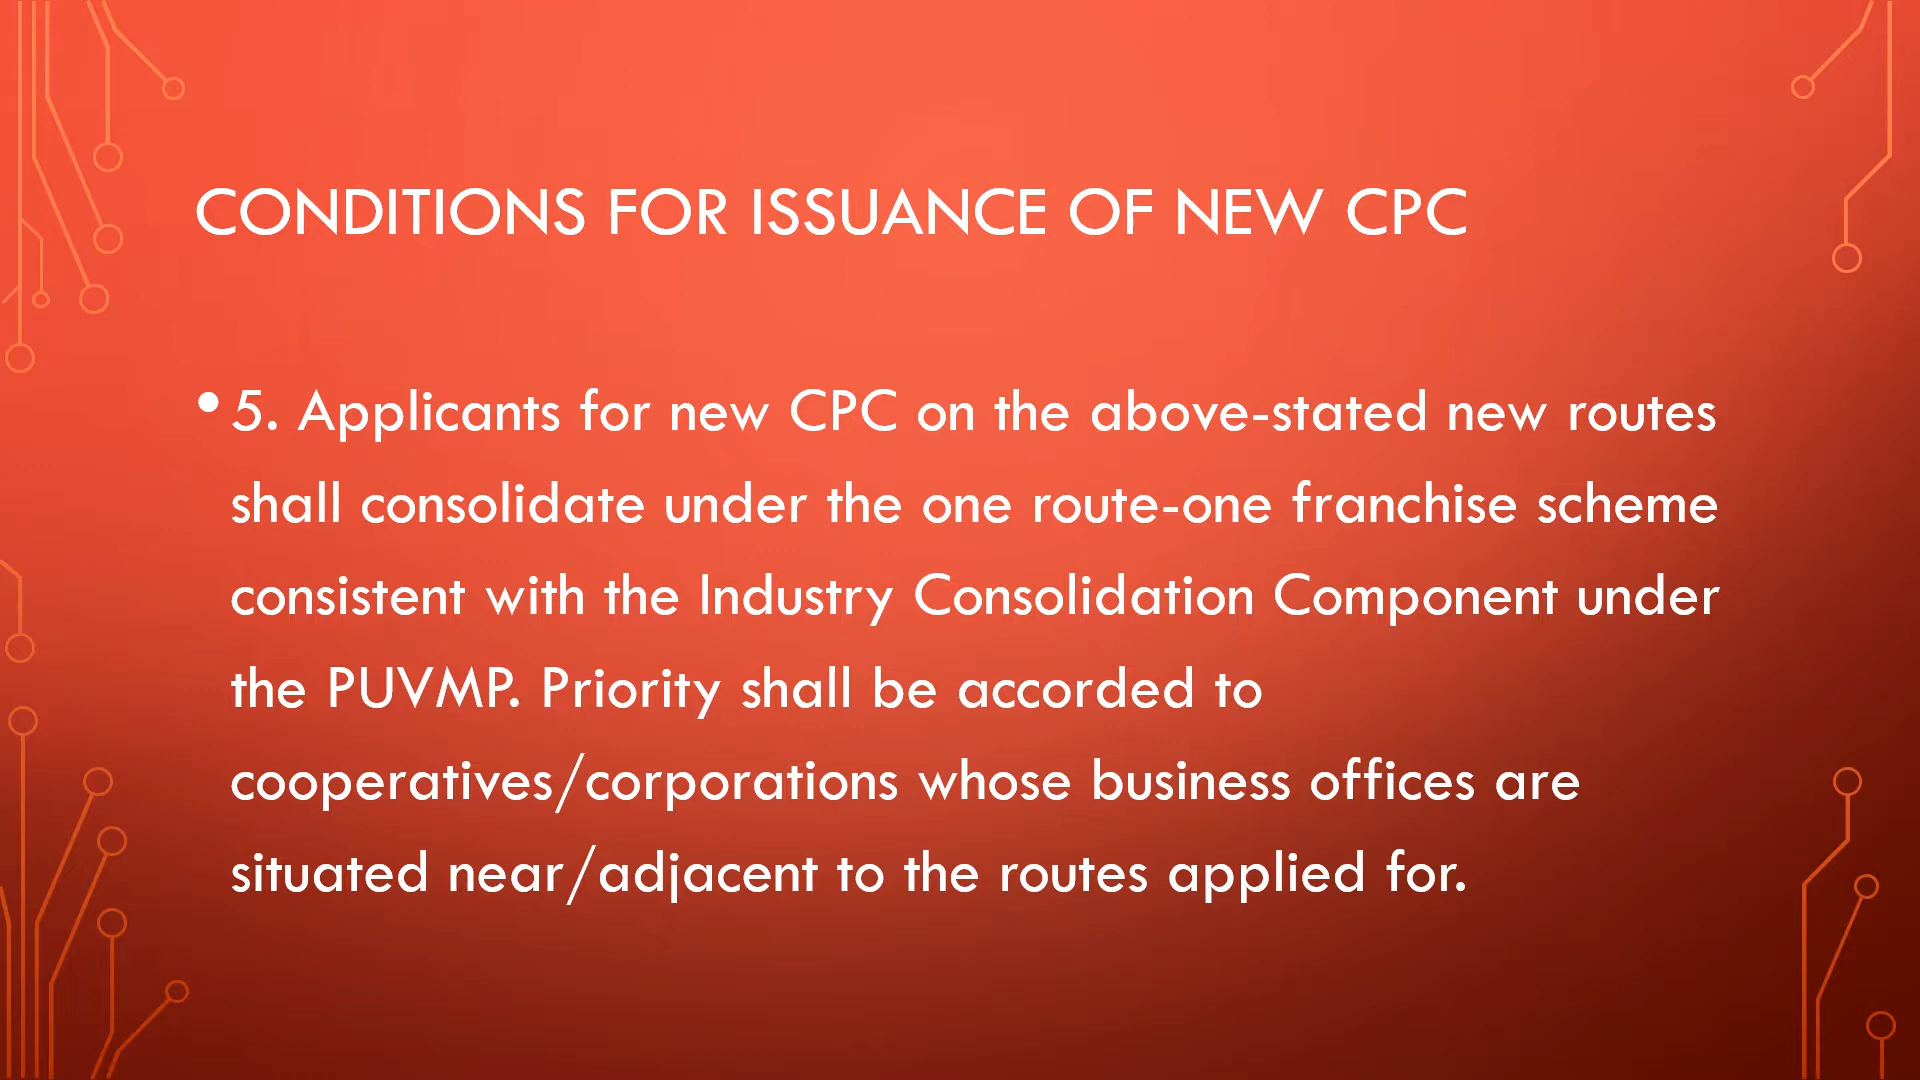 CONDITIONS FOR ISSUANCE OF NEW CPC
• 5. Applicants for new CPC on the above-stated new routes
shall consolidate under the one route-one franchise scheme
consistent with the Industry Consolidation Component under
the PUVMP. Priority shall be accorded to
cooperatives/corporations whose business offices are
situated near/adjacent to the routes applied for.